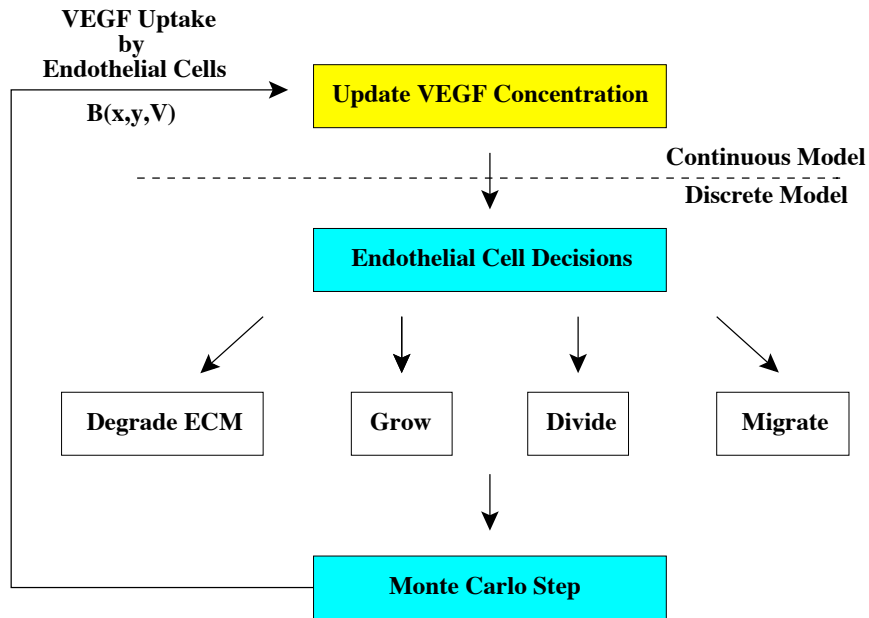 VEGF Uptake
by
Endothelial Cells
B(x,y,V)
Update VEGF Concentration
Continuous Model
Discrete Model
Endothelial Cell Decisions
Degrade ECM
Grow
Divide
Migrate
Monte Carlo Step